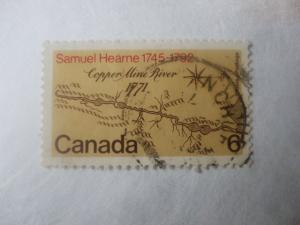 Samuel Hearne 1745-1792
Copper Mine River
1771.
Canada 6